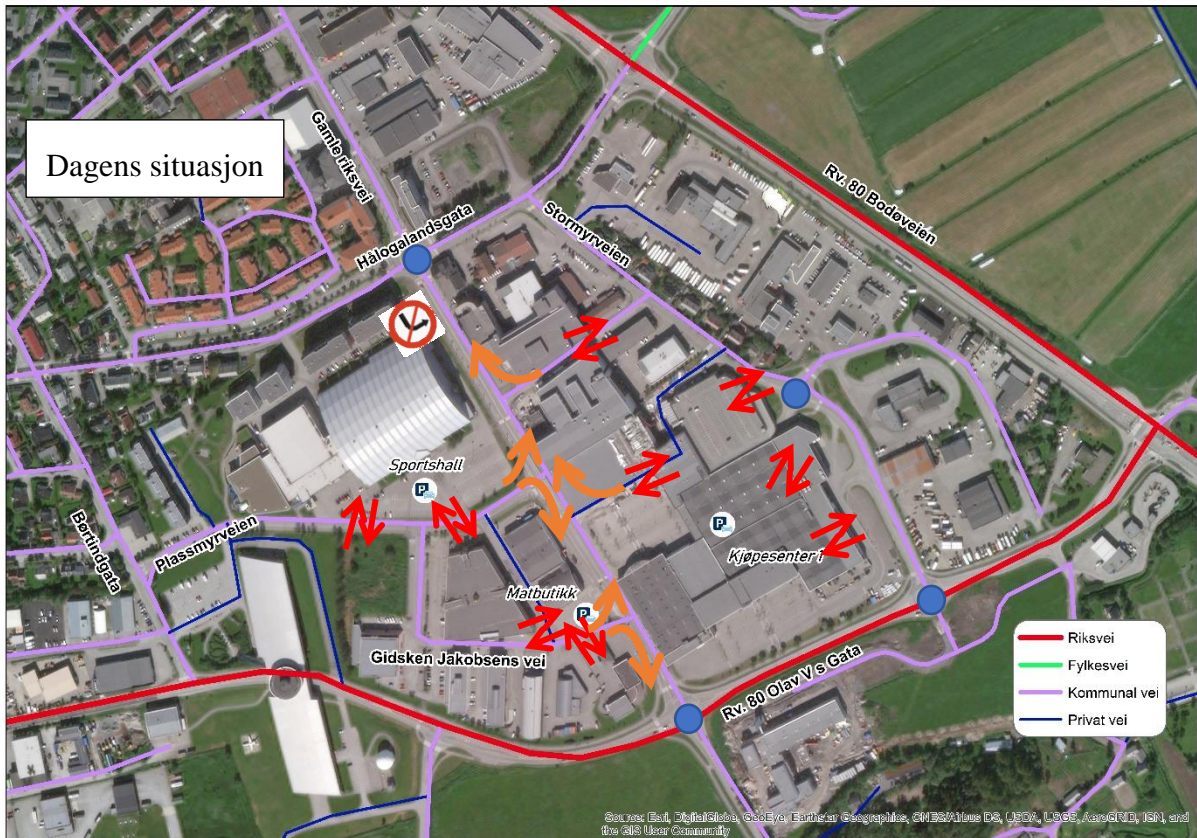 Dagens situasjon
Gamle riksvei
Hålogalandsgata
Stormyrveien
Rv. 80 Bodøveien
Sportshall
Kjøpesenter 1
Børtindgata
Plassmyrveien
Matbutikk
Gidsken Jakobsens vei
Rv. 80 Olav V s Gata
Riksvei
Fylkesvei
Kommunal vei
Privat vei
Source: Esri, DigitalGlobe, GeoEye, Earthstar Geographics, CNES/Airbus DS, USDA, USGS, AeroGRID, IGN, and
the GIS User Community